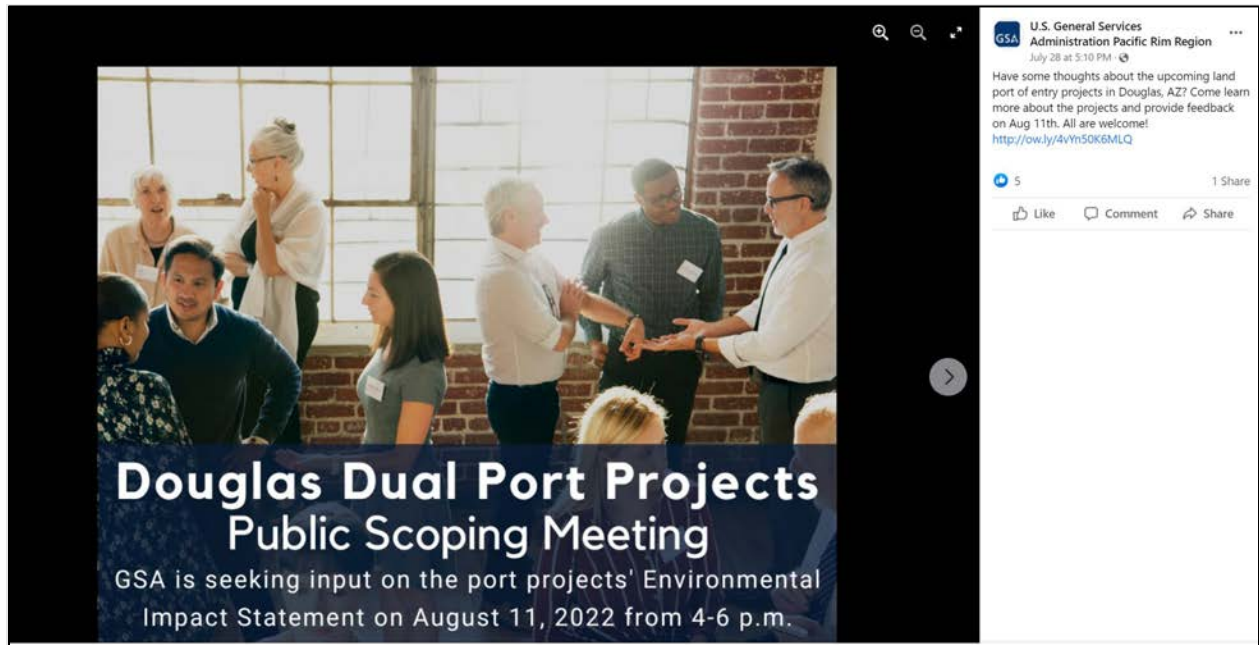 Douglas Dual Port Projects
Public Scoping Meeting
GSA is seeking input on the port projects' Environmental
Impact Statement on August 11, 2022 from 4-6 p.m.
GSA
U.S. General Services
Administration Pacific Rim Region
July 28 at 5:10 PM ·
Have some thoughts about the upcoming land
port of entry projects in Douglas, AZ? Come learn
more about the projects and provide feedback
on Aug 11th. All are welcome!
http://ow.ly/4vYn50K6MLQ
5
1 Share
Like
Comment
Share